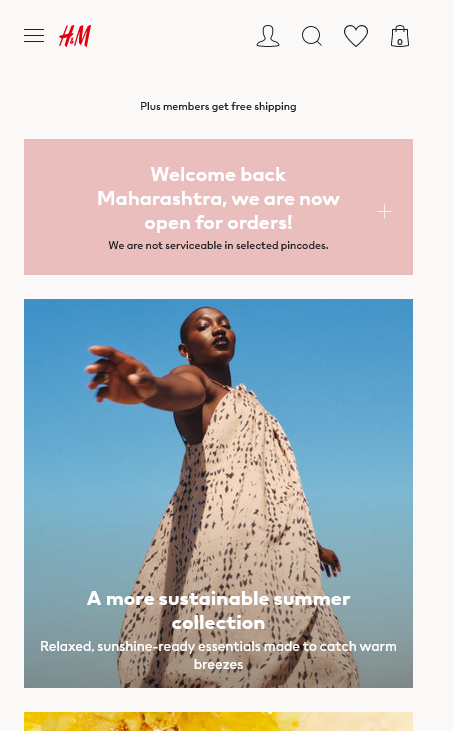 H&M
0
Plus members get free shipping
Welcome back
Maharashtra, we are now
open for orders!
We are not serviceable in selected pincodes.
A more sustainable summer
collection
Relaxed, sunshine-ready essentials made to catch warm
breezes